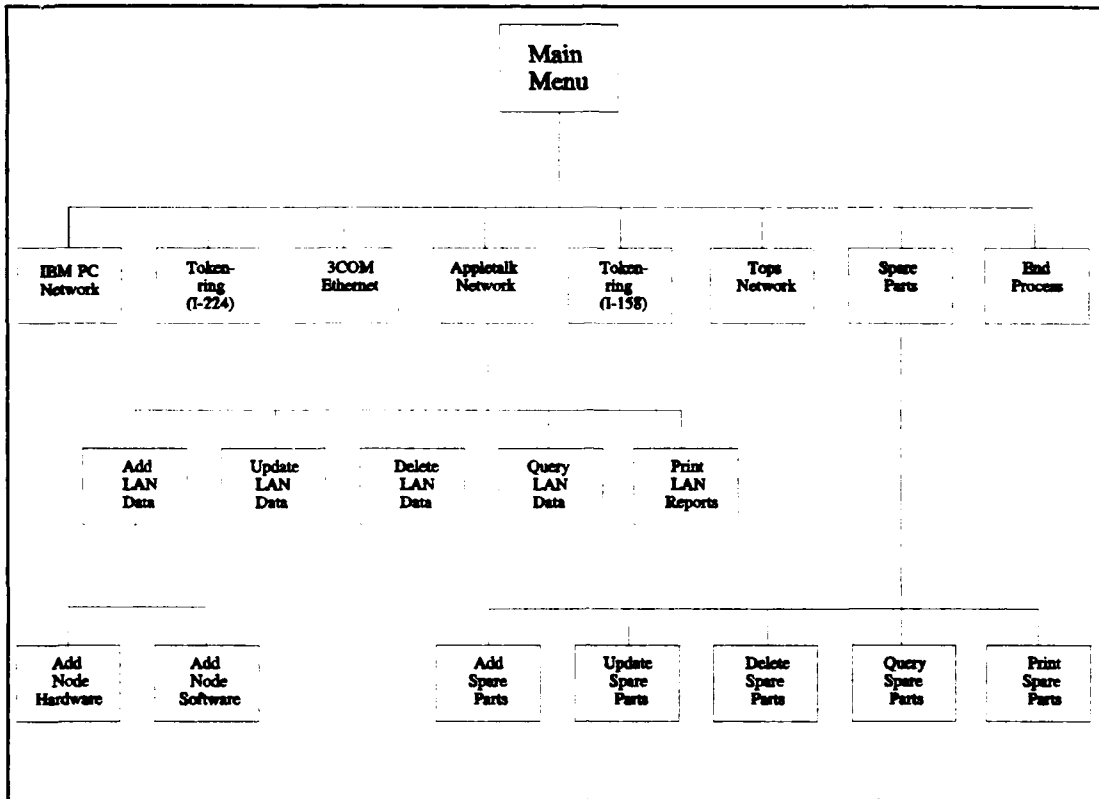 Main
Menu
IBM PC
Network
Token-
ring
(I-224)
3COM
Ethernet
Appletalk
Network
Token-
ring
(I-158)
Tops
Network
Spare
Parts
End
Process
Add
LAN
Data
Update
LAN
Data
Delete
LAN
Data
Query
LAN
Data
Print
LAN
Reports
Add
Node
Hardware
Add
Node
Software
Add
Spare
Parts
Update
Spare
Parts
Delete
Spare
Parts
Query
Spare
Parts
Print
Spare
Parts